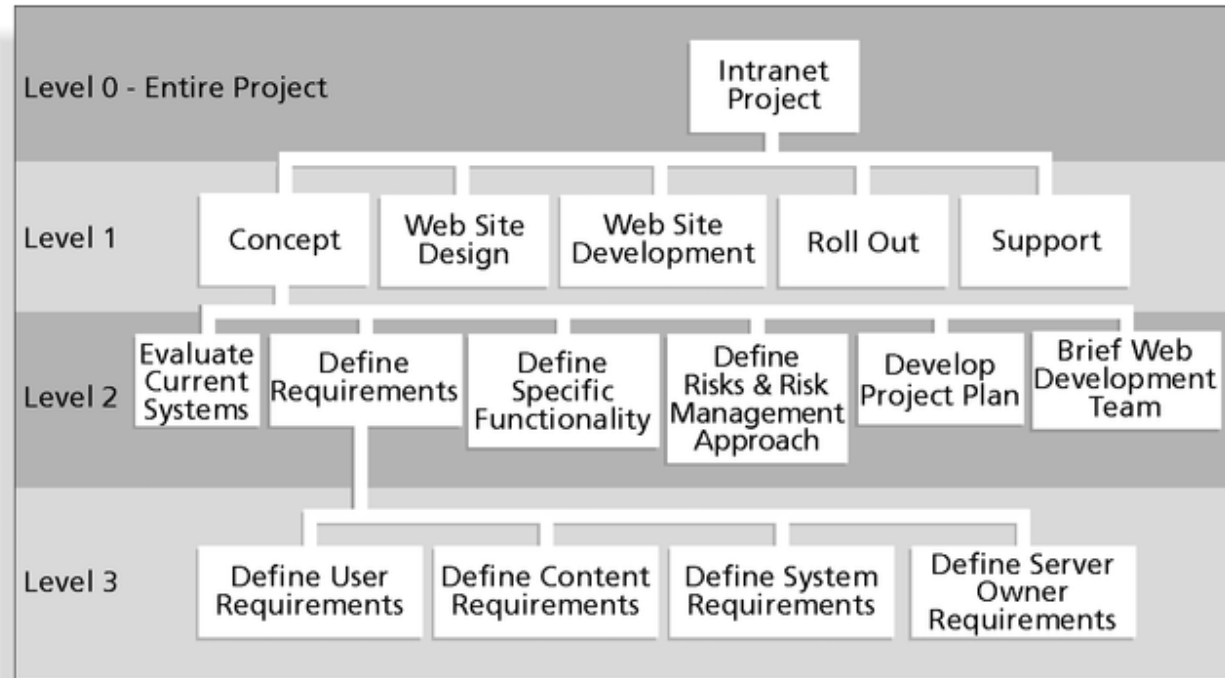 Level 0 - Entire Project
Intranet
Project
Level 1
Concept
Web Site
Design
Web Site
Development
Roll Out
Support
Level 2
Evaluate
Current
Systems
Define
Requirements
Define
Specific
Functionality
Define
Risks & Risk
Management
Approach
Develop
Project Plan
Brief Web
Development
Team
Level 3
Define User
Requirements
Define Content
Requirements
Define System
Requirements
Define Server
Owner
Requirements